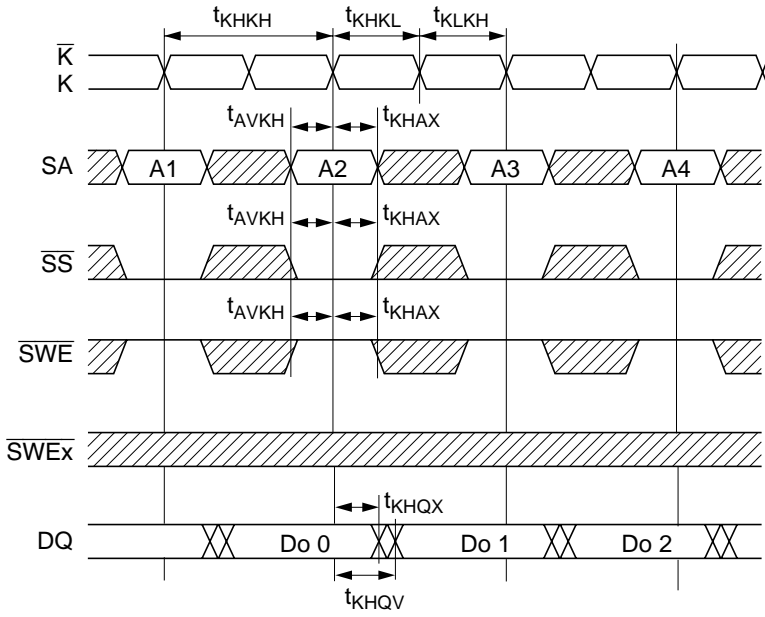 tKHKH tKHKL tKLKH
K
K
tAVKH tKHAX
SA A1 A2 A3 A4
tAVKH tKHAX
SS
tAVKH tKHAX
SWE
SWEx
tKHQX
DQ Do 0 Do 1 Do 2
tKHQV